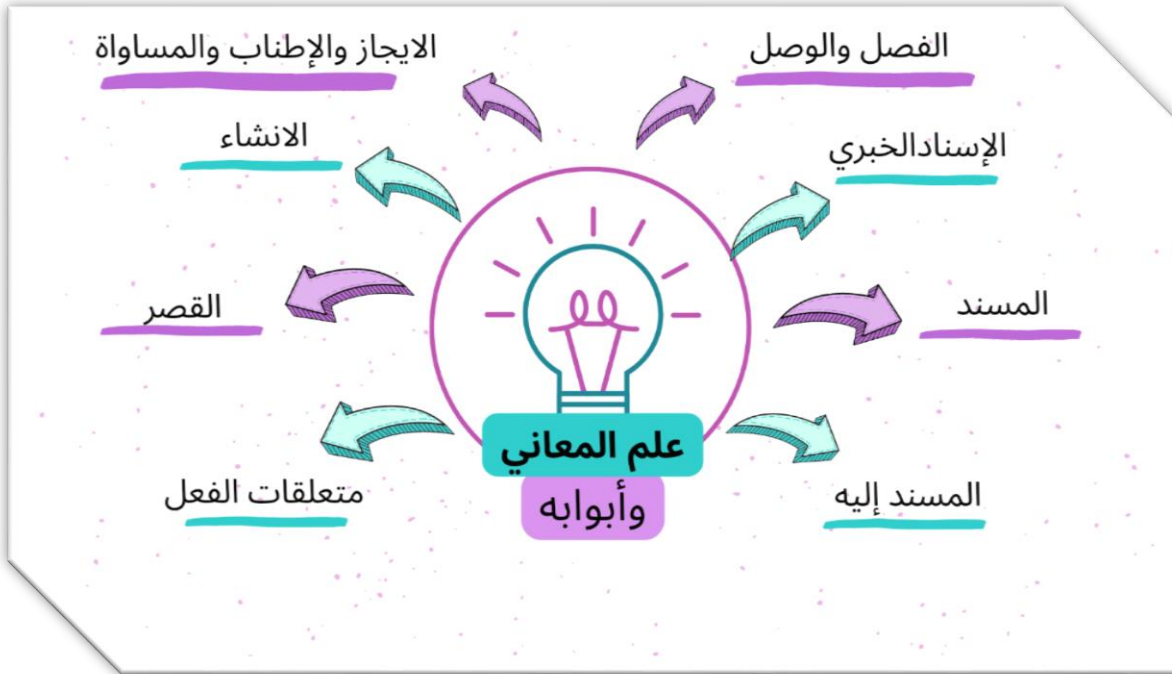 الفصل والوصل
الايجاز والإطناب والمساواة
الإسنادالخبري
الانشاء
المسند
القصر
المسند إليه
متعلقات الفعل
علم المعاني
وأبوابه